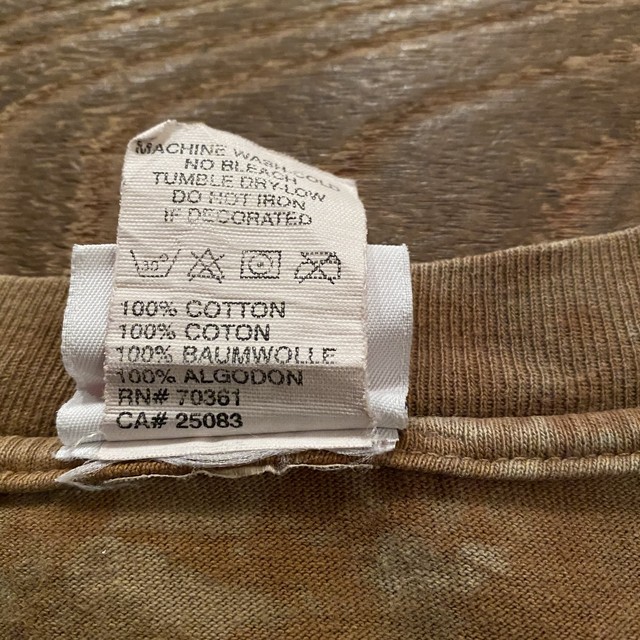 MACHINE WASH COLD
NO BLEACH
TUMBLE DRY-LOW
DO NOT IRON
IF DECORATED
30°
100% COTTON
100% COTON
100% BAUMWOLLE
100% ALGODON
RN# 70361
CA# 25083